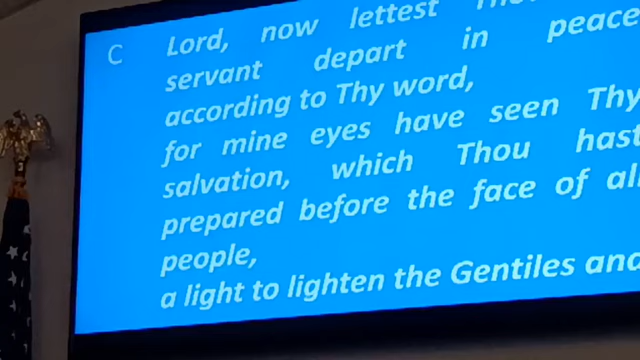 C Lord, now lettest
servant depart in peace
according to Thy word,
for mine eyes have seen Thy
salvation, which Thou hast
prepared before the face of all
people,
a light to lighten the Gentiles and